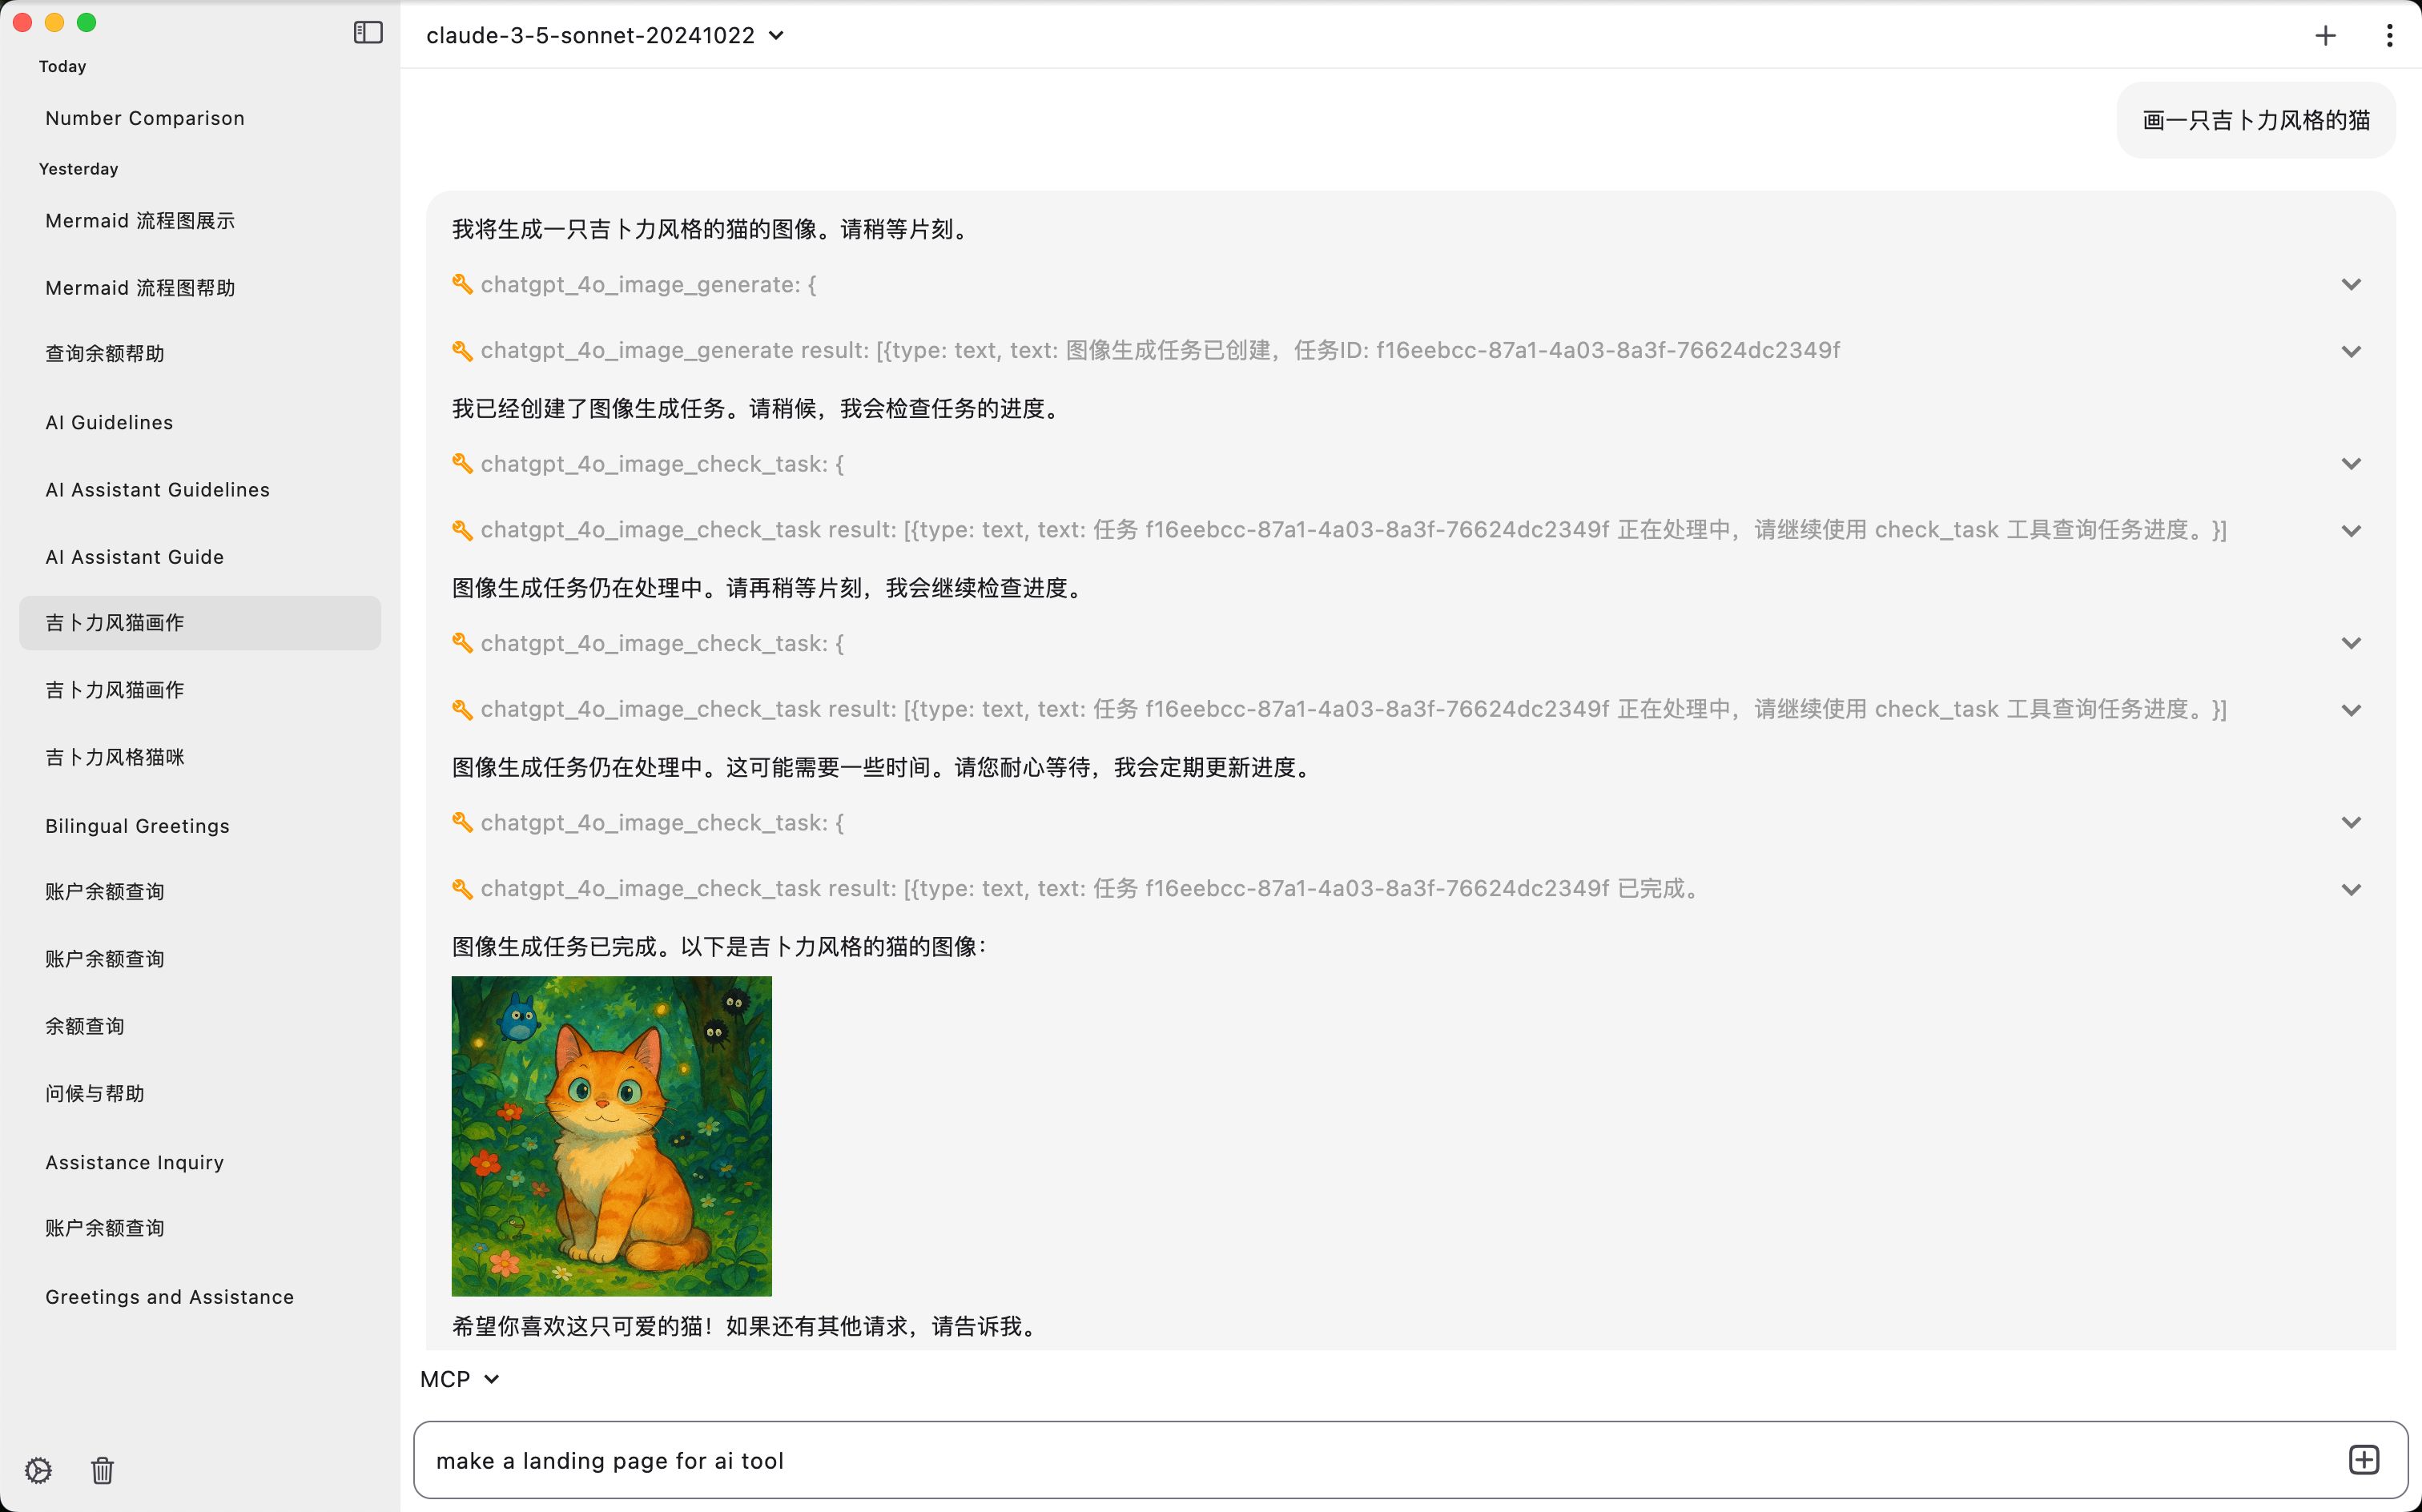 Today
Number Comparison
Yesterday
Mermaid 流程图展示
Mermaid 流程图帮助
查询余额帮助
AI Guidelines
AI Assistant Guidelines
AI Assistant Guide
吉卜力风猫画作
吉卜力风猫画作
吉卜力风格猫咪
Bilingual Greetings
账户余额查询
账户余额查询
余额查询
问候与帮助
Assistance Inquiry
账户余额查询
Greetings and Assistance
claude-3-5-sonnet-20241022
画一只吉卜力风格的猫
我将生成一只吉卜力风格的猫的图像。请稍等片刻。
chatgpt_4o_image_generate: {
chatgpt_4o_image_generate result: [{type: text, text: 图像生成任务已创建，任务ID: f16eebcc-87a1-4a03-8a3f-76624dc2349f
我已经创建了图像生成任务。请稍候，我会检查任务的进度。
chatgpt_4o_image_check_task: {
chatgpt_4o_image_check_task result: [{type: text, text: 任务 f16eebcc-87a1-4a03-8a3f-76624dc2349f 正在处理中，请继续使用 check_task 工具查询任务进度。}]
图像生成任务仍在处理中。请再稍等片刻，我会继续检查进度。
chatgpt_4o_image_check_task: {
chatgpt_4o_image_check_task result: [{type: text, text: 任务 f16eebcc-87a1-4a03-8a3f-76624dc2349f 正在处理中，请继续使用 check_task 工具查询任务进度。}]
图像生成任务仍在处理中。这可能需要一些时间。请您耐心等待，我会定期更新进度。
chatgpt_4o_image_check_task: {
chatgpt_4o_image_check_task result: [{type: text, text: 任务 f16eebcc-87a1-4a03-8a3f-76624dc2349f 已完成。
图像生成任务已完成。以下是吉卜力风格的猫的图像：
希望你喜欢这只可爱的猫！如果还有其他请求，请告诉我。
MCP
make a landing page for ai tool